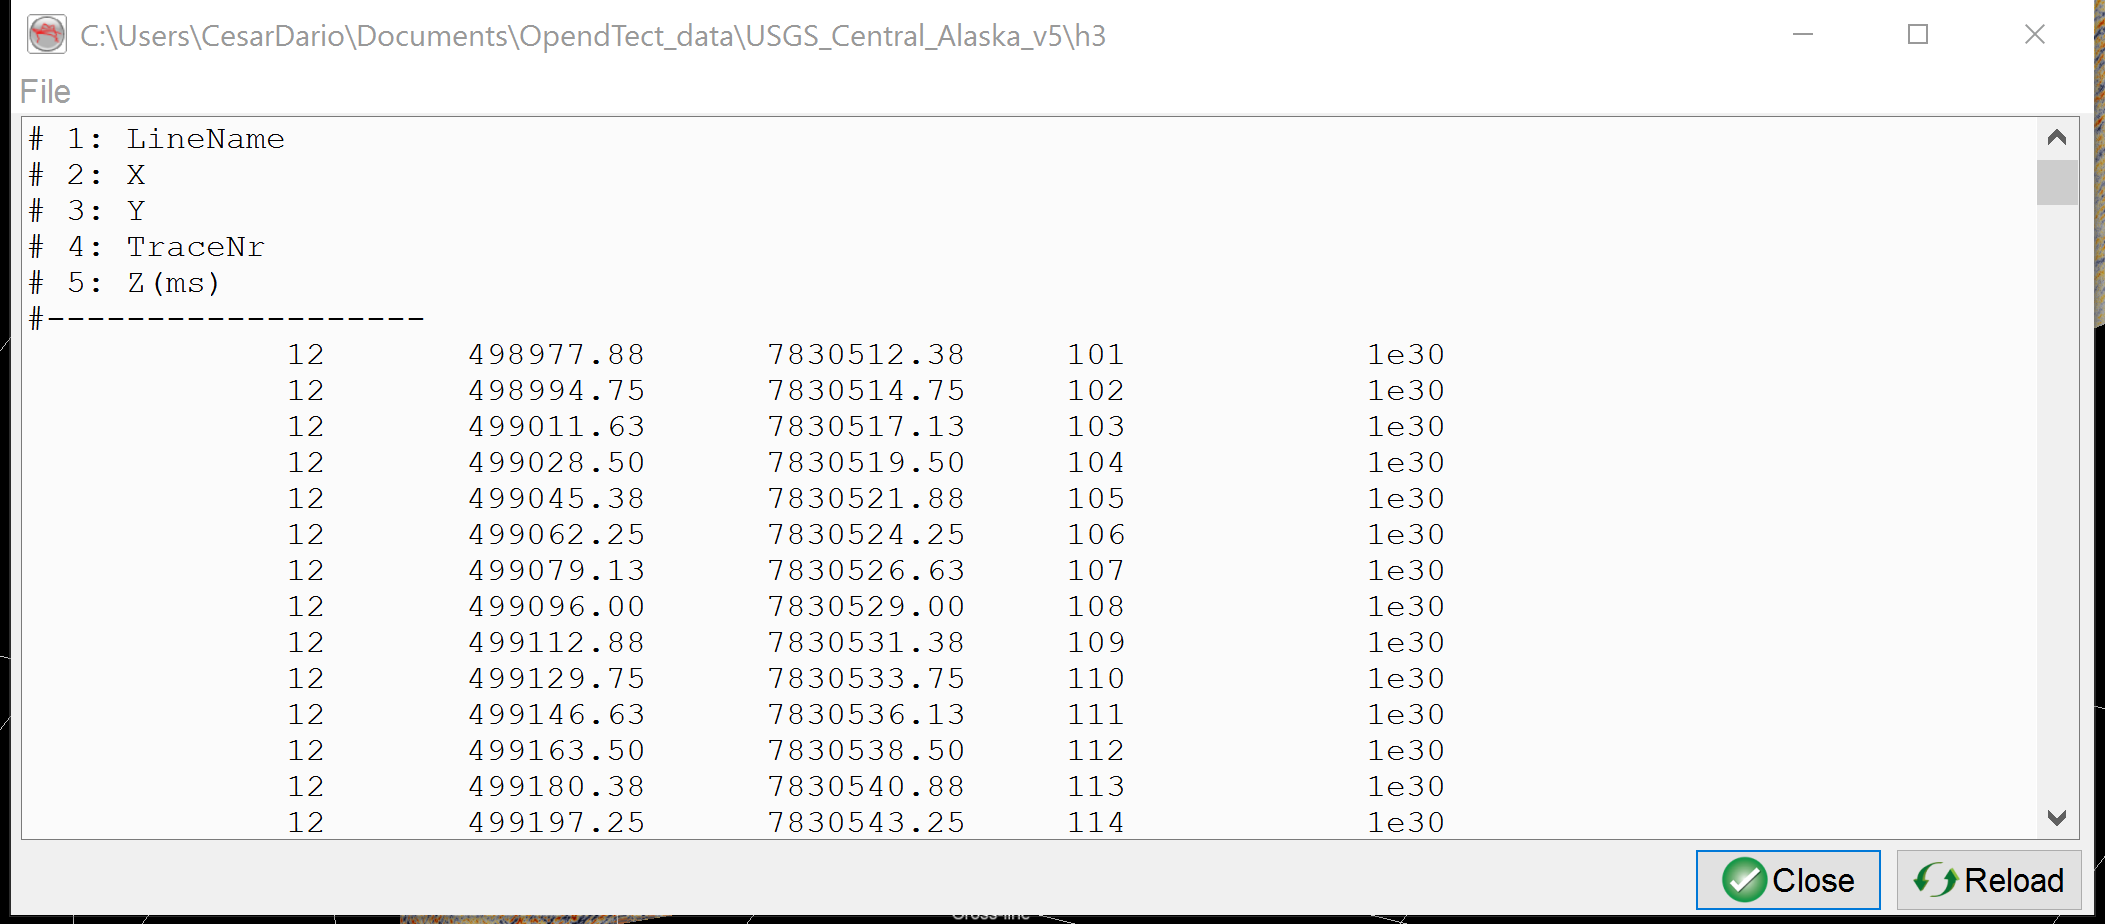 C:\Users\CesarDario\Documents\OpendTect_data\USGS_Central_Alaska_v5\h3
File
# 1: LineName
# 2: X
# 3: Y
# 4: TraceNr
# 5: Z(ms)
#-------------------
12 498977.88 7830512.38 101 1e30
12 498994.75 7830514.75 102 1e30
12 499011.63 7830517.13 103 1e30
12 499028.50 7830519.50 104 1e30
12 499045.38 7830521.88 105 1e30
12 499062.25 7830524.25 106 1e30
12 499079.13 7830526.63 107 1e30
12 499096.00 7830529.00 108 1e30
12 499112.88 7830531.38 109 1e30
12 499129.75 7830533.75 110 1e30
12 499146.63 7830536.13 111 1e30
12 499163.50 7830538.50 112 1e30
12 499180.38 7830540.88 113 1e30
12 499197.25 7830543.25 114 1e30
Close Reload
Cross-line